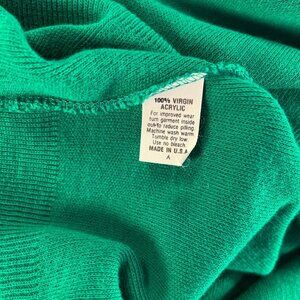 100% VIRGIN
ACRYLIC
For improved wear
turn garment inside
out to reduce pilling
Machine wash warm
Tumble dry low.
Use no bleach.
MADE IN U.S.A
A